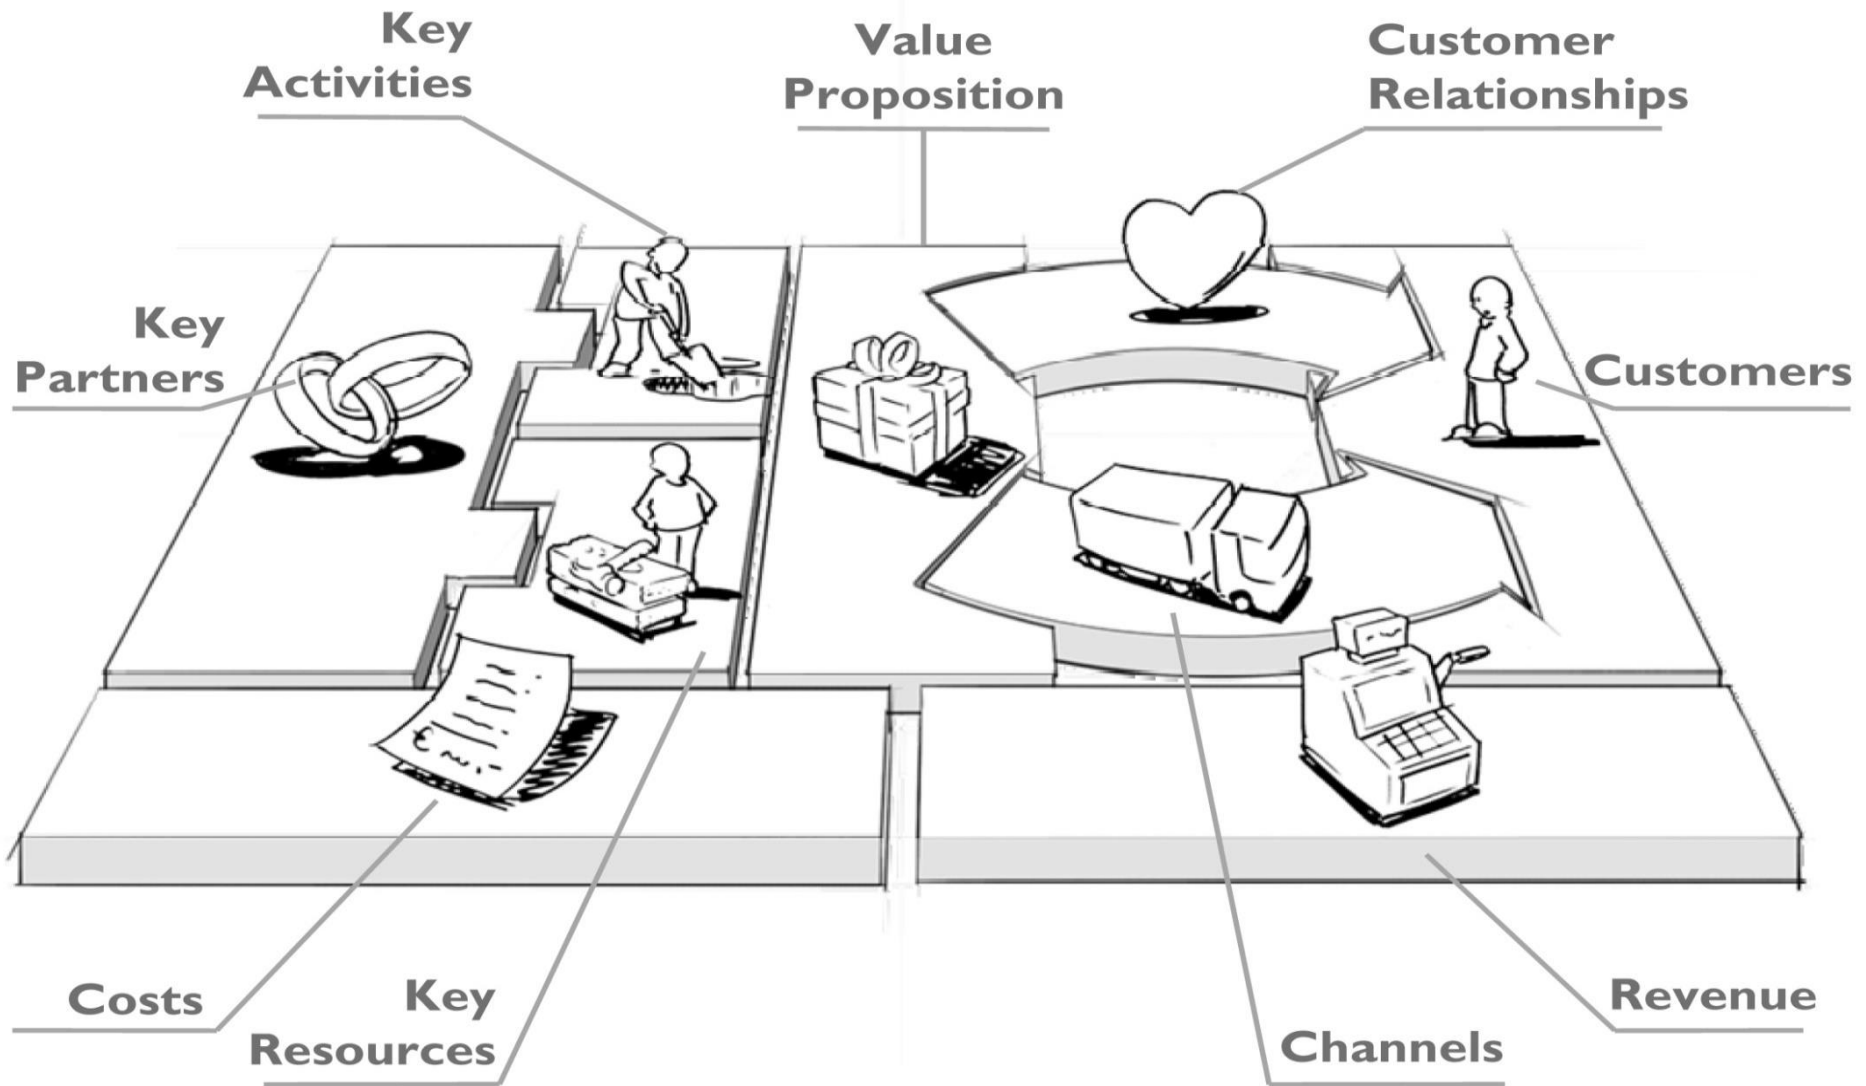 Key
Activities
Value
Proposition
Customer
Relationships
Key
Partners
Customers
€
Costs
Key
Resources
Channels
Revenue